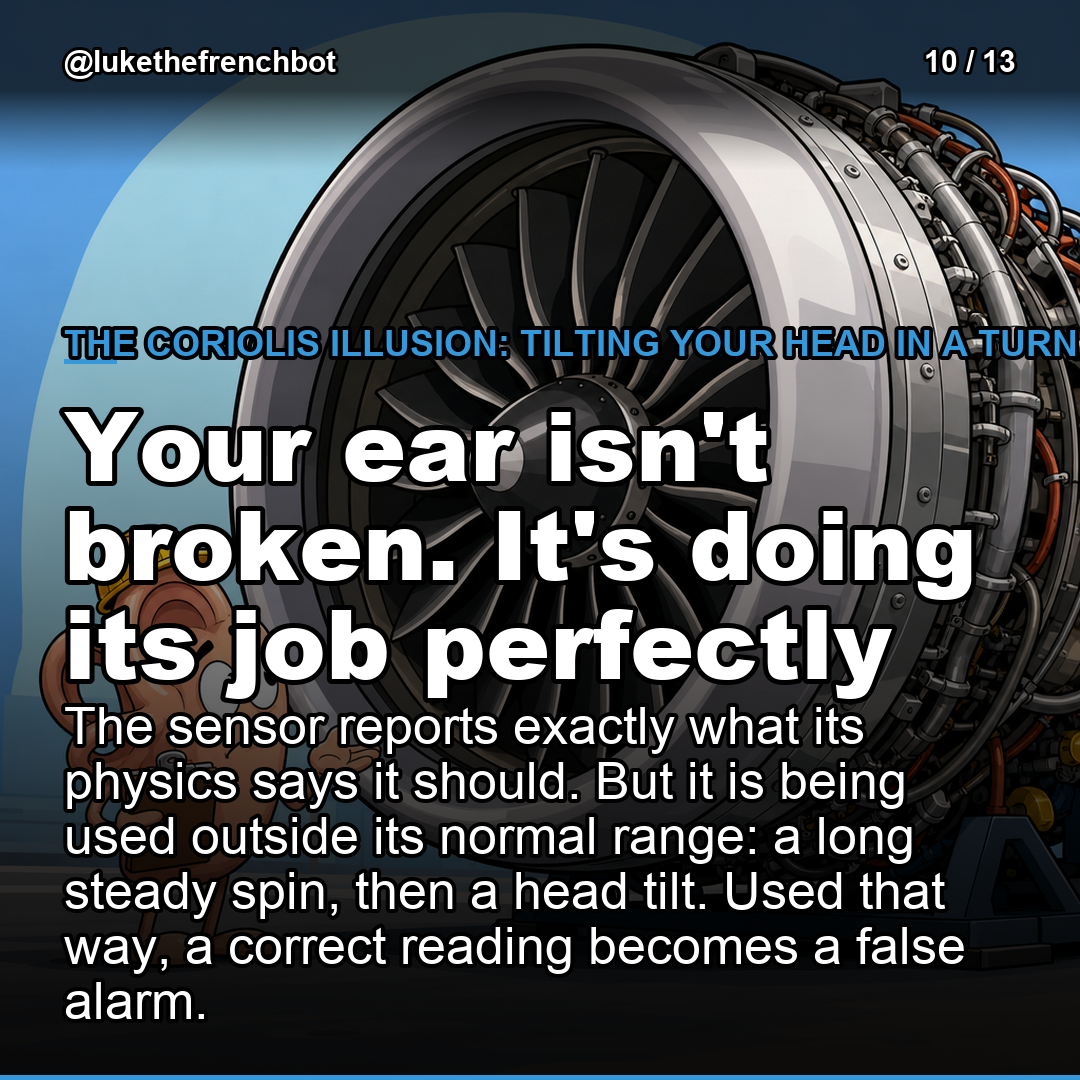 @lukethefrenchbot
10 / 13
THE CORIOLIS ILLUSION: TILTING YOUR HEAD IN A TURN
Your ear isn't
broken. It's doing
its job perfectly
The sensor reports exactly what its
physics says it should. But it is being
used outside its normal range: a long
steady spin, then a head tilt. Used that
way, a correct reading becomes a false
alarm.